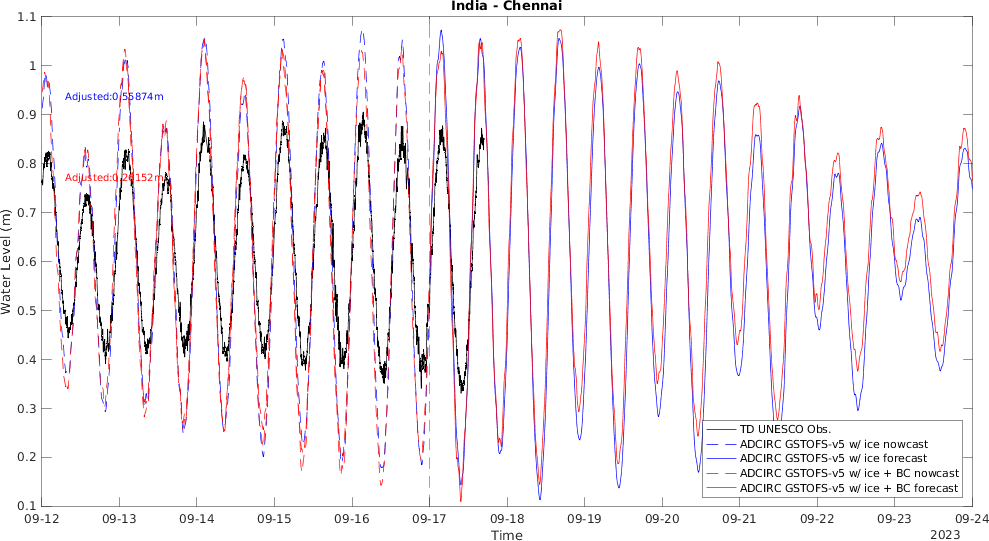 India - Chennai
1.1
1
0.9
0.8
0.7
0.6
0.5
0.4
0.3
0.2
0.1
Water Level (m)
Adjusted:0.55874m
Adjusted:0.26152m
TD UNESCO Obs.
ADCIRC GSTOFS-v5 w/ ice nowcast
ADCIRC GSTOFS-v5 w/ ice forecast
ADCIRC GSTOFS-v5 w/ ice + BC nowcast
ADCIRC GSTOFS-v5 w/ ice + BC forecast
09-12 09-13 09-14 09-15 09-16 09-17 09-18 09-19 09-20 09-21 09-22 09-23 09-24
Time
2023